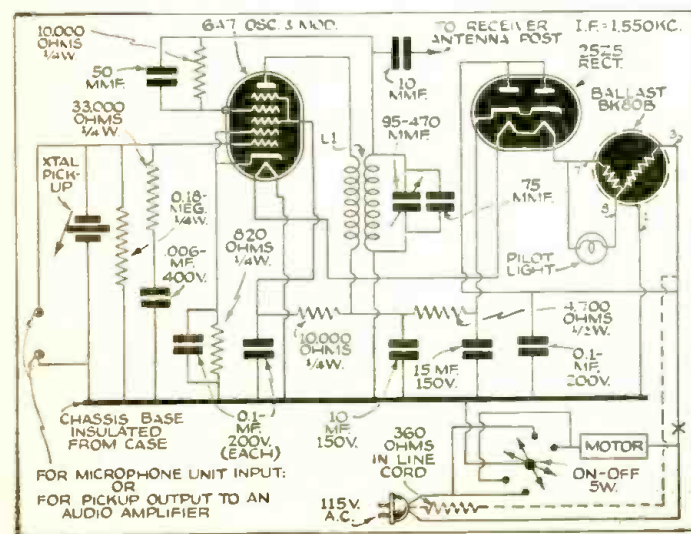 10,000
OHMS
1/4W.
6A7 OSC. & MOD.
TO RECEIVER
ANTENNA POST
I.F.=1,550KC.
25Z5
RECT.
BALLAST
BK80B
50
MMF.
10
MMF.
33,000
OHMS
1/4W.
95-470
MMF.
L1
3
7
8
XTAL
PICK-
UP
0.18-
MEG.
1/4W.
.006-
MF.
400V.
820
OHMS
1/4W.
75
MMF.
PILOT
LIGHT
10,000
OHMS
1/4W.
4,700
OHMS
1/2W.
0.1-
MF.
200V.
(EACH)
10
MF.
150V.
15 MF.
150V.
0.1-
MF.
200V.
CHASSIS BASE
INSULATED
FROM CASE
360
OHMS
IN LINE
CORD
MOTOR
ON-OFF
SW.
X
FOR MICROPHONE UNIT INPUT:
OR
FOR PICKUP OUTPUT TO AN
AUDIO AMPLIFIER
115V.
A.C.